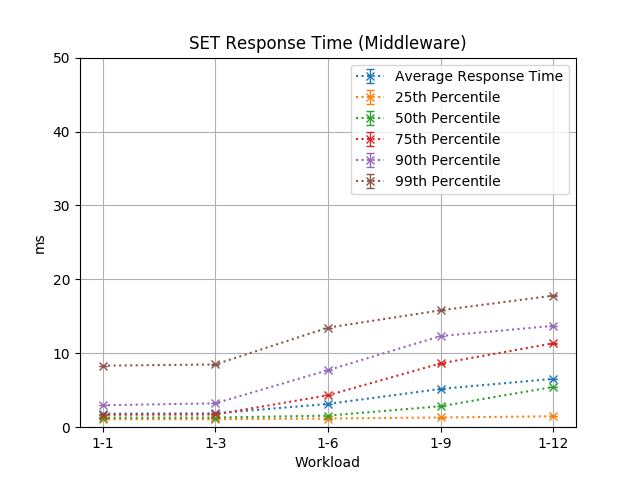 SET Response Time (Middleware)
50
40
30
20
10
0
ms
Average Response Time
25th Percentile
50th Percentile
75th Percentile
90th Percentile
99th Percentile
1-1
1-3
1-6
1-9
1-12
Workload